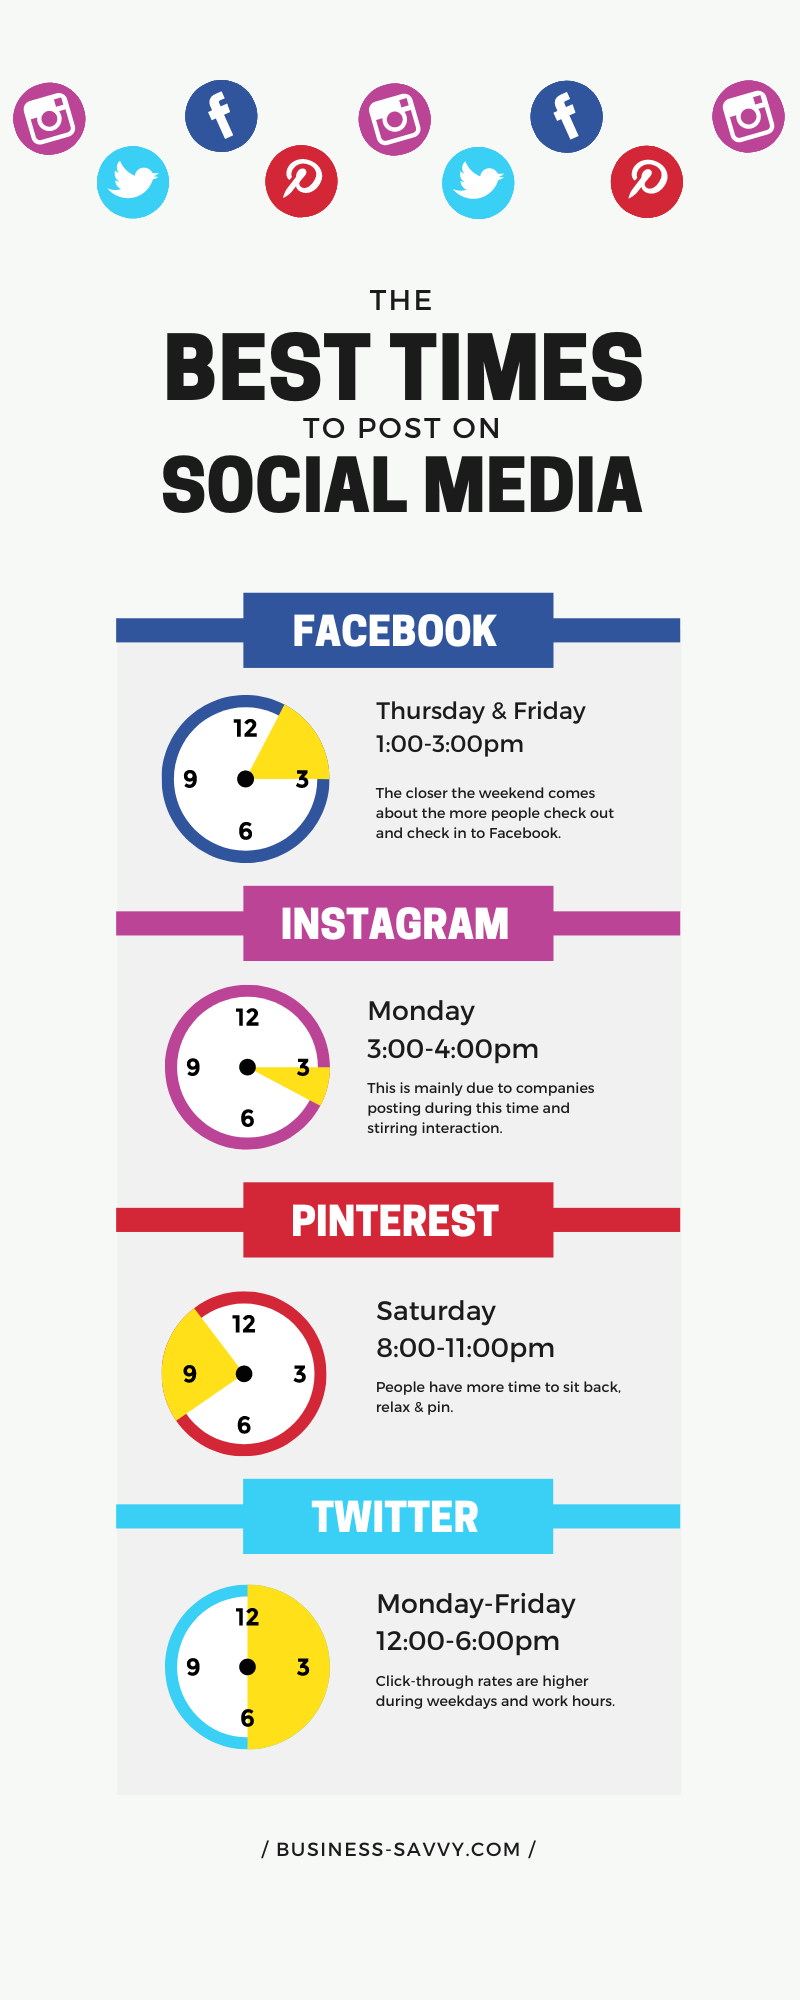 THE
BEST TIMES
TO POST ON
SOCIAL MEDIA
FACEBOOK
12
9
3
6
Thursday & Friday
1:00-3:00pm
The closer the weekend comes
about the more people check out
and check in to Facebook.
INSTAGRAM
12
9
3
6
Monday
3:00-4:00pm
This is mainly due to companies
posting during this time and
stirring interaction.
PINTEREST
12
9
3
6
Saturday
8:00-11:00pm
People have more time to sit back,
relax & pin.
TWITTER
12
9
3
6
Monday-Friday
12:00-6:00pm
Click-through rates are higher
during weekdays and work hours.
/ BUSINESS-SAVVY.COM /